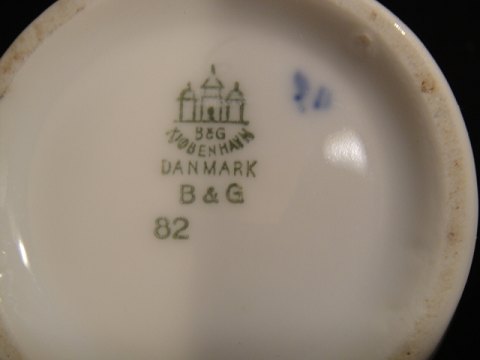 B&G
KJØBENHAVN
DANMARK
B & G
82